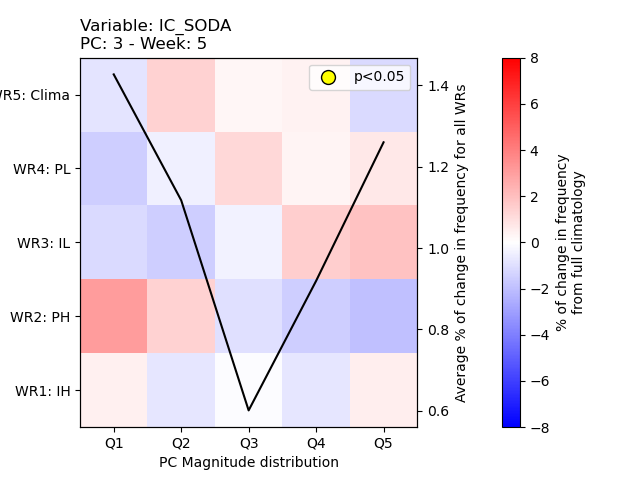 Variable: IC_SODA
PC: 3 - Week: 5
p<0.05
WR5: Clima
WR4: PL
WR3: IL
WR2: PH
WR1: IH
Q1 Q2 Q3 Q4 Q5
PC Magnitude distribution
1.4
1.2
1.0
0.8
0.6
Average % of change in frequency for all WRs
8
6
4
2
0
−2
−4
−6
−8
% of change in frequency
from full climatology